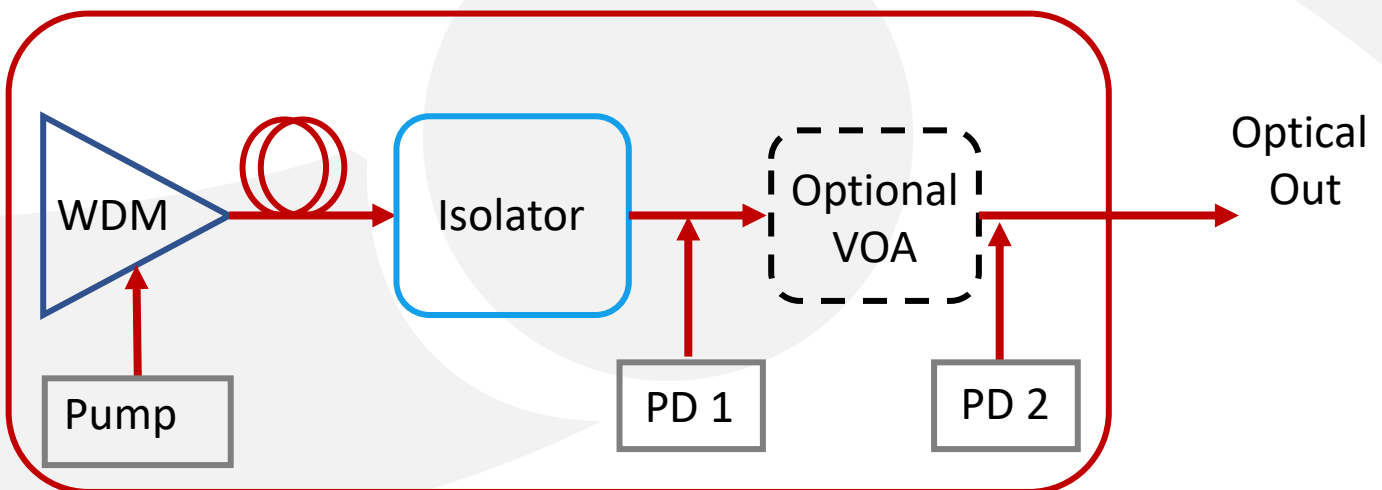 WDM
Pump
Isolator
PD 1
Optional
VOA
PD 2
Optical
Out